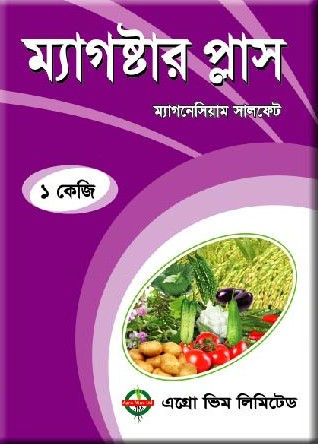 ম্যাগষ্টার প্লাস
ম্যাগনেসিয়াম সালফেট
১ কেজি
এগ্রো ভিম লিমিটেড